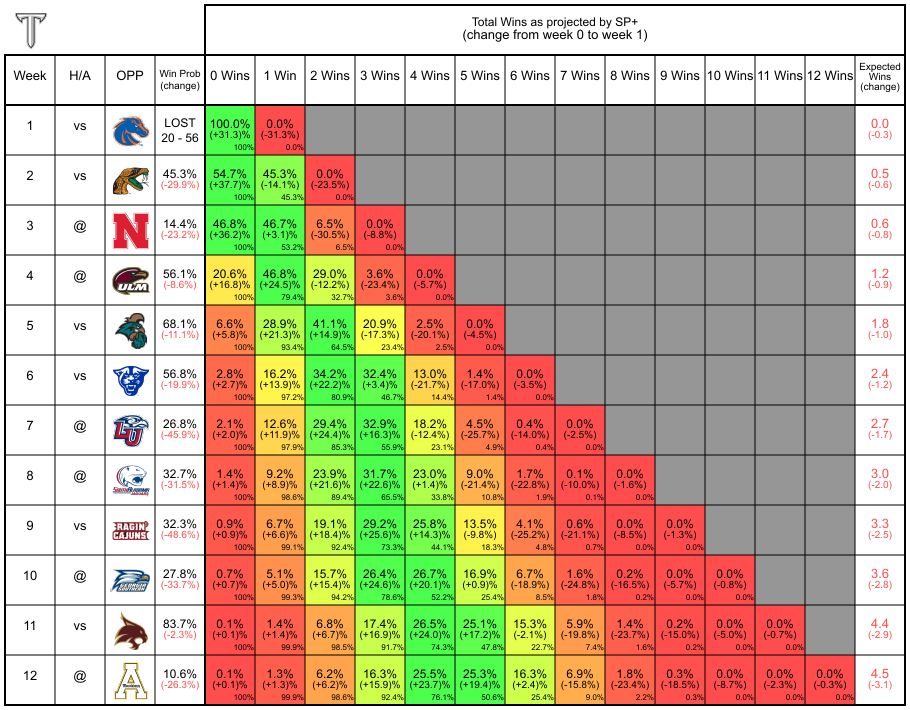 Total Wins as projected by SP+
(change from week 0 to week 1)
Week H/A OPP Win Prob (change) 0 Wins 1 Win 2 Wins 3 Wins 4 Wins 5 Wins 6 Wins 7 Wins 8 Wins 9 Wins 10 Wins 11 Wins 12 Wins Expected Wins (change)
1 vs LOST 100.0% 0.0% 0.0
20 - 56 (+31.3)% (-31.3%) (-0.3)
100% 0.0%
2 vs 45.3% 54.7% 45.3% 0.0% 0.5
(-29.9%) (+37.7)% (-14.1%) (-23.5%) (-0.6)
100% 45.3% 0.0%
3 @ N 14.4% 46.8% 46.7% 6.5% 0.0% 0.6
(-23.2%) (+36.2)% (+3.1)% (-30.5%) (-8.8%) (-0.8)
100% 53.2% 6.5% 0.0%
4 @ ULM 56.1% 20.6% 46.8% 29.0% 3.6% 0.0% 1.2
(-8.6%) (+16.8)% (+24.5)% (-12.2%) (-23.4%) (-5.7%) (-0.9)
100% 79.4% 32.7% 3.6% 0.0%
5 vs 68.1% 6.6% 28.9% 41.1% 20.9% 2.5% 0.0% 1.8
(-11.1%) (+5.8)% (+21.3)% (+14.9)% (-17.3%) (-20.1%) (-4.5%) (-1.0)
100% 93.4% 64.5% 23.4% 2.5% 0.0%
6 vs 56.8% 2.8% 16.2% 34.2% 32.4% 13.0% 1.4% 0.0% 2.4
(-19.9%) (+2.7)% (+13.9)% (+22.2)% (+3.4)% (-21.7%) (-17.0%) (-3.5%) (-1.2)
100% 97.2% 80.9% 46.7% 14.4% 1.4% 0.0%
7 @ LU 26.8% 2.1% 12.6% 29.4% 32.9% 18.2% 4.5% 0.4% 0.0% 2.7
(-45.9%) (+2.0)% (+11.9)% (+24.4)% (+16.3)% (-12.4%) (-25.7%) (-14.0%) (-2.5%) (-1.7)
100% 97.9% 85.3% 55.9% 23.1% 4.9% 0.4% 0.0%
8 @ SOUTH ALABAMA 32.7% 1.4% 9.2% 23.9% 31.7% 23.0% 9.0% 1.7% 0.1% 0.0% 3.0
(-31.5%) (+1.4)% (+8.9)% (+21.6)% (+22.6)% (+1.4)% (-21.4%) (-22.8%) (-10.0%) (-1.6%) (-2.0)
100% 98.6% 89.4% 65.5% 33.8% 10.8% 1.9% 0.1% 0.0%
9 vs RAGIN' CAJUNS 32.3% 0.9% 6.7% 19.1% 29.2% 25.8% 13.5% 4.1% 0.6% 0.0% 0.0% 3.3
(-48.6%) (+0.9)% (+6.6)% (+18.4)% (+25.6)% (+14.3)% (-9.8%) (-25.2%) (-21.1%) (-8.5%) (-1.3%) (-2.5)
100% 99.1% 92.4% 73.3% 44.1% 18.3% 4.8% 0.7% 0.0% 0.0%
10 @ GEORGIA SOUTHERN 27.8% 0.7% 5.1% 15.7% 26.4% 26.7% 16.9% 6.7% 1.6% 0.2% 0.0% 0.0% 3.6
(-33.7%) (+0.7)% (+5.0)% (+15.4)% (+24.6)% (+20.1)% (+0.9)% (-18.9%) (-24.8%) (-16.5%) (-5.7%) (-0.8%) (-2.8)
100% 99.3% 94.2% 78.6% 52.2% 25.4% 8.5% 1.8% 0.2% 0.0% 0.0%
11 vs 83.7% 0.1% 1.4% 6.8% 17.4% 26.5% 25.1% 15.3% 5.9% 1.4% 0.2% 0.0% 0.0% 4.4
(-2.3%) (+0.1)% (+1.4)% (+6.7)% (+16.9)% (+24.0)% (+17.2)% (-2.1%) (-19.8%) (-23.7%) (-15.0%) (-5.0%) (-0.7%) (-2.9)
100% 99.9% 98.5% 91.7% 74.3% 47.8% 22.7% 7.4% 1.6% 0.2% 0.0% 0.0%
12 @ A 10.6% 0.1% 1.3% 6.2% 16.3% 25.5% 25.3% 16.3% 6.9% 1.8% 0.3% 0.0% 0.0% 0.0% 4.5
(-26.3%) (+0.1)% (+1.3)% (+6.2)% (+15.9)% (+23.7)% (+19.4)% (+2.4)% (-15.8%) (-23.4%) (-18.5%) (-8.7%) (-2.3%) (-0.3%) (-3.1)
100% 99.9% 98.6% 92.4% 76.1% 50.6% 25.4% 9.0% 2.2% 0.3% 0.0% 0.0% 0.0%